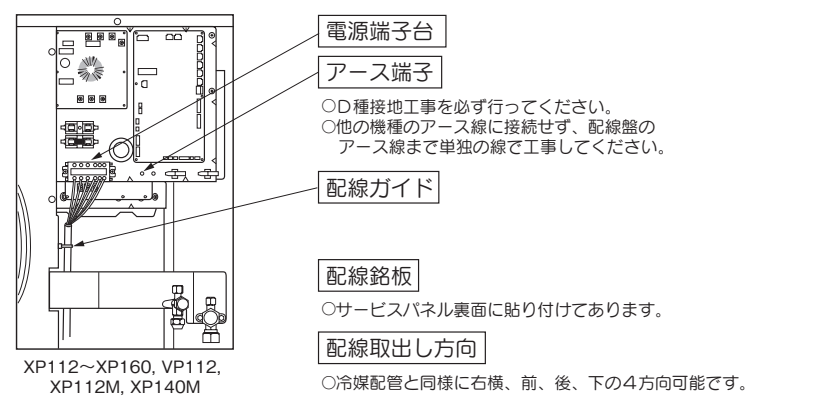 電源端子台
アース端子
○D種接地工事を必ず行ってください。
○他の機種のアース線に接続せず、配線盤の
アース線まで単独の線で工事してください。
配線ガイド
配線銘板
○サービスパネル裏面に貼り付けてあります。
配線取出し方向
○冷媒配管と同様に右横、前、後、下の4方向可能です。
XP112〜XP160, VP112,
XP112M, XP140M